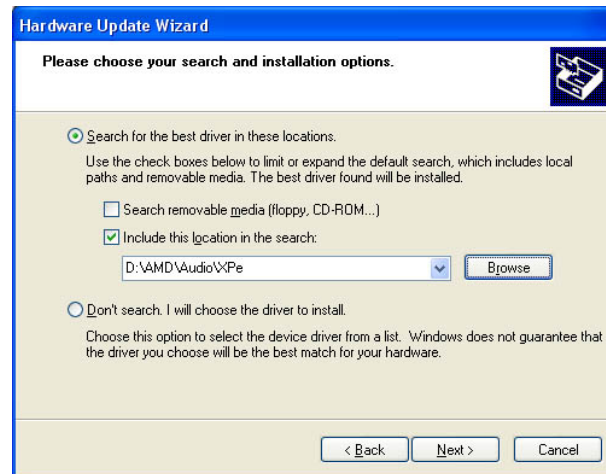 Hardware Update Wizard
Please choose your search and installation options.
Search for the best driver in these locations.
Use the check boxes below to limit or expand the default search, which includes local
paths and removable media. The best driver found will be installed.
Search removable media (floppy, CD-ROM...)
Include this location in the search:
D:\AMD\Audio\XPe
Browse
Don't search. I will choose the driver to install.
Choose this option to select the device driver from a list. Windows does not guarantee that
the driver you choose will be the best match for your hardware.
< Back
Next >
Cancel